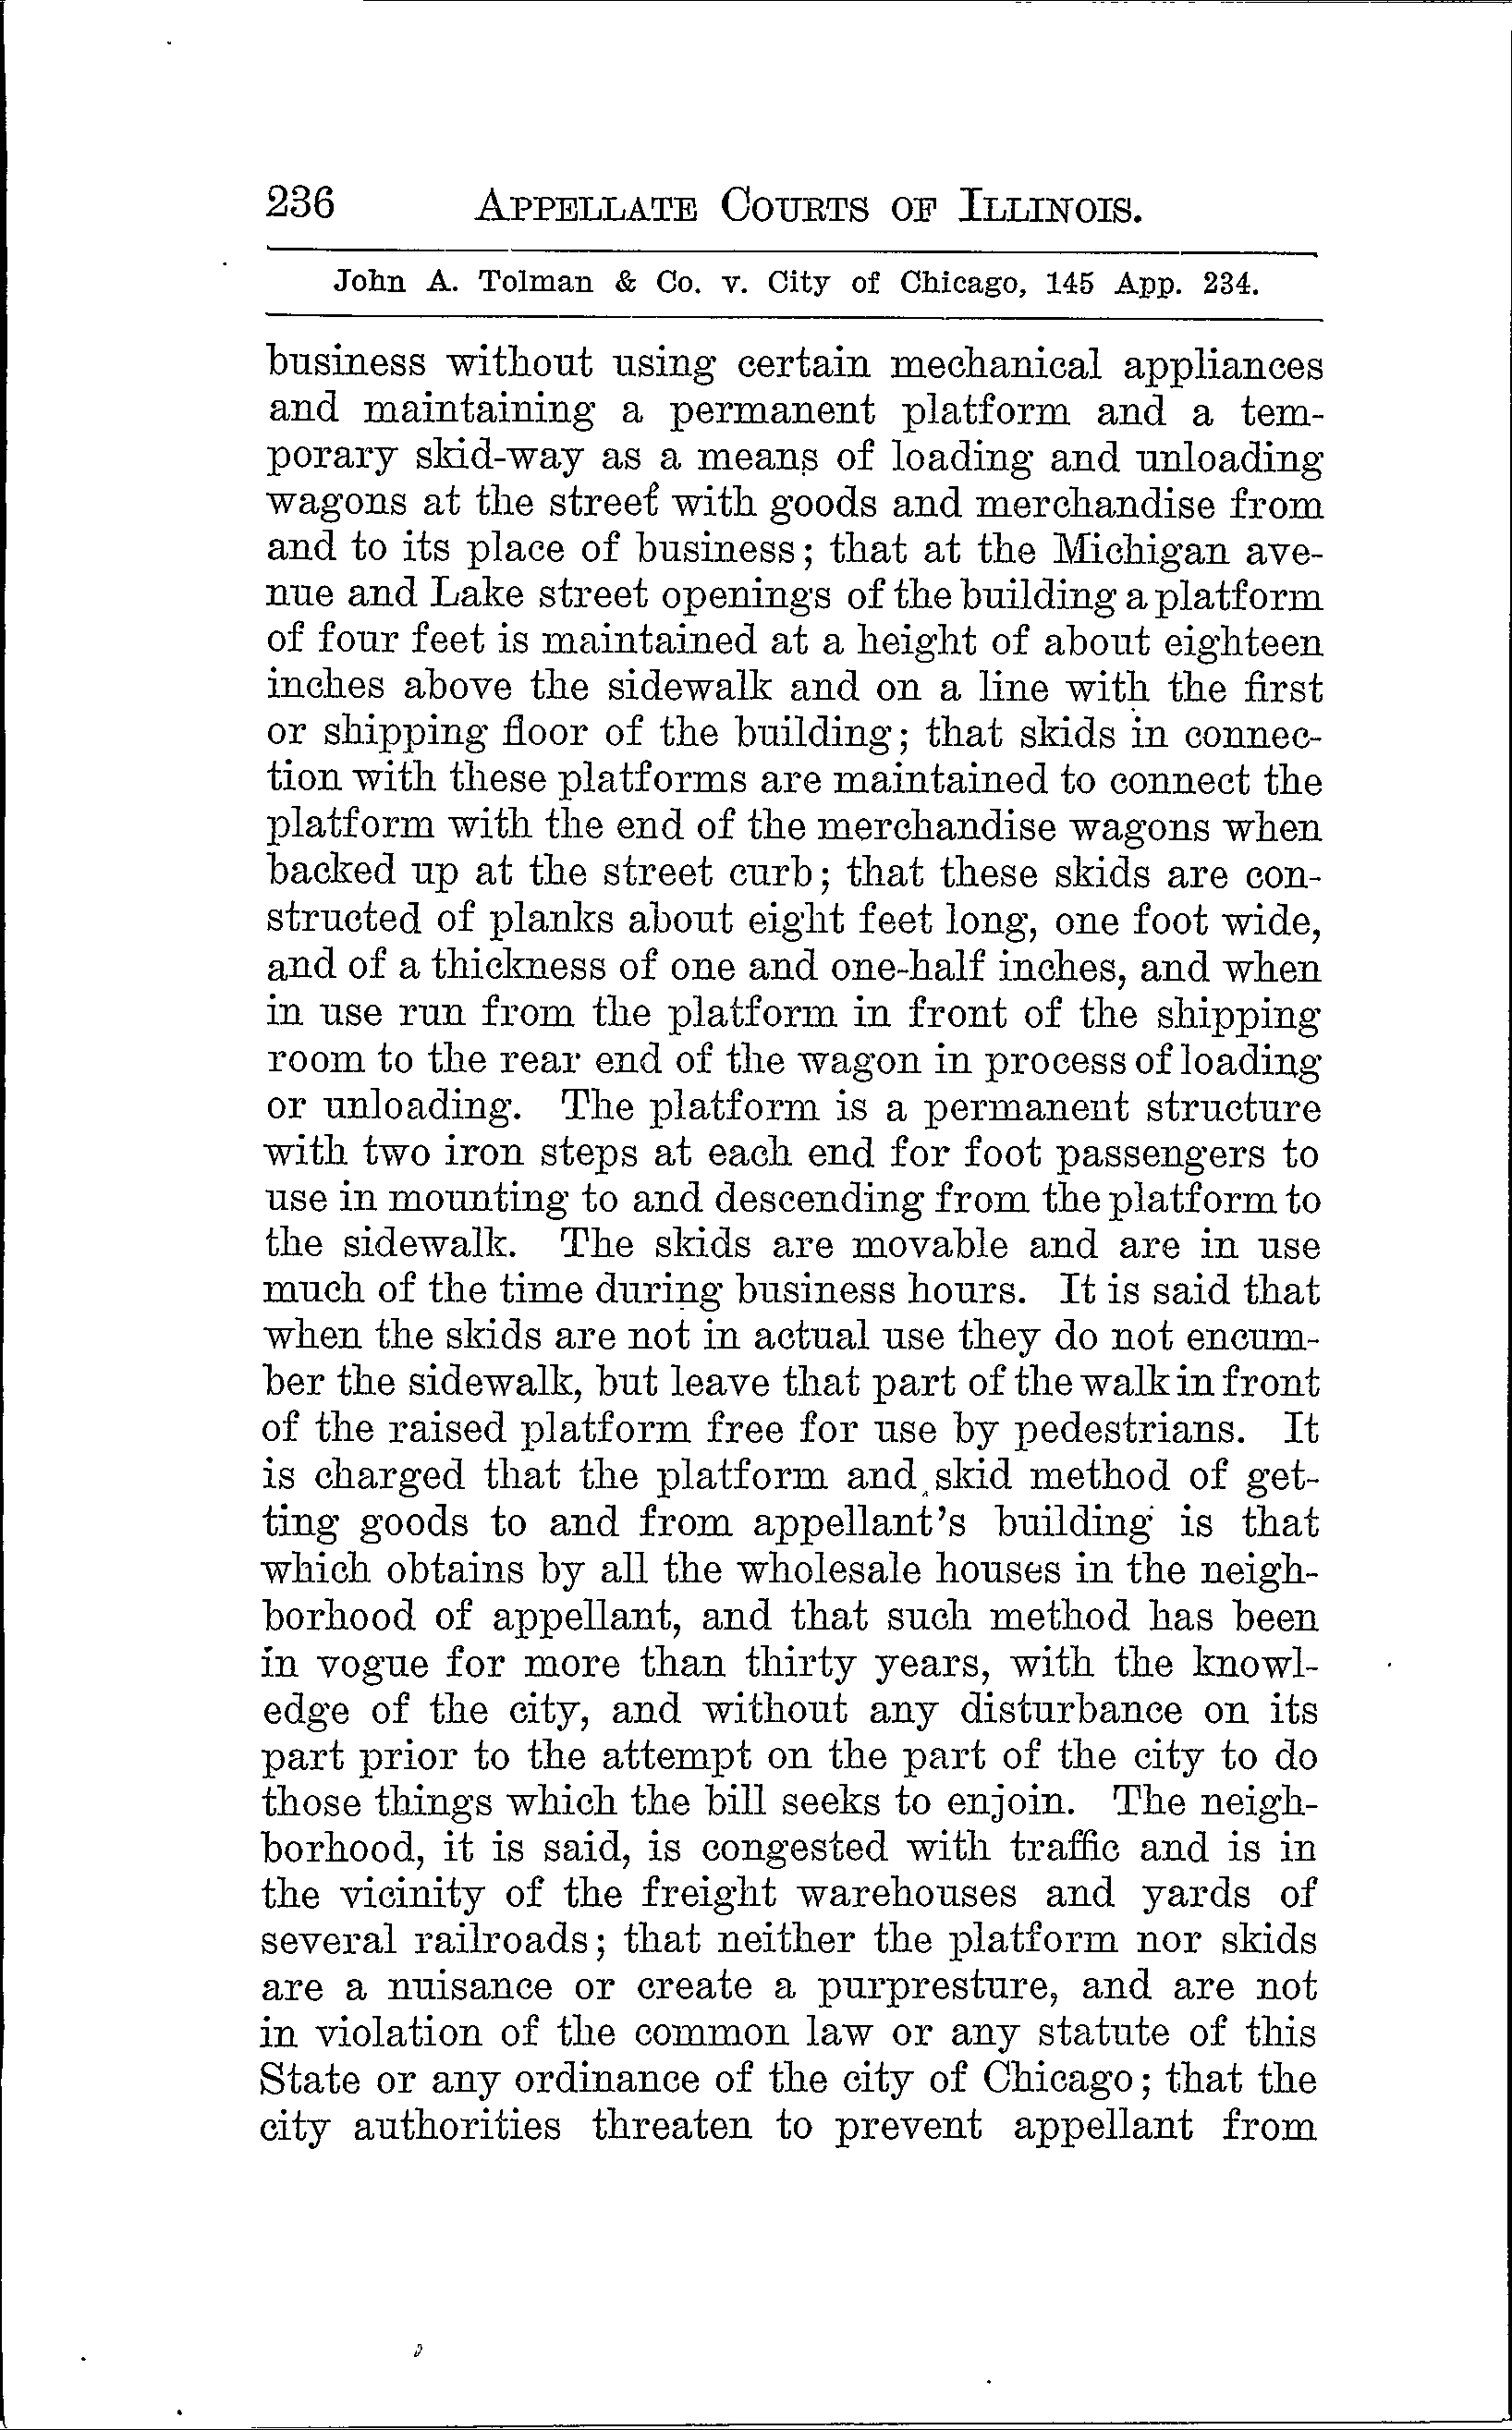 236 APPELLATE COURTS OF ILLINOIS.
John A. Tolman & Co. v. City of Chicago, 145 App. 234.
business without using certain mechanical appliances
and maintaining a permanent platform and a tem-
porary skid-way as a means of loading and unloading
wagons at the street with goods and merchandise from
and to its place of business; that at the Michigan ave-
nue and Lake street openings of the building a platform
of four feet is maintained at a height of about eighteen
inches above the sidewalk and on a line with the first
or shipping floor of the building; that skids in connec-
tion with these platforms are maintained to connect the
platform with the end of the merchandise wagons when
backed up at the street curb; that these skids are con-
structed of planks about eight feet long, one foot wide,
and of a thickness of one and one-half inches, and when
in use run from the platform in front of the shipping
room to the rear end of the wagon in process of loading
or unloading. The platform is a permanent structure
with two iron steps at each end for foot passengers to
use in mounting to and descending from the platform to
the sidewalk. The skids are movable and are in use
much of the time during business hours. It is said that
when the skids are not in actual use they do not encum-
ber the sidewalk, but leave that part of the walk in front
of the raised platform free for use by pedestrians. It
is charged that the platform and skid method of get-
ting goods to and from appellant's building is that
which obtains by all the wholesale houses in the neigh-
borhood of appellant, and that such method has been
in vogue for more than thirty years, with the knowl-
edge of the city, and without any disturbance on its
part prior to the attempt on the part of the city to do
those things which the bill seeks to enjoin. The neigh-
borhood, it is said, is congested with traffic and is in
the vicinity of the freight warehouses and yards of
several railroads; that neither the platform nor skids
are a nuisance or create a purpresture, and are not
in violation of the common law or any statute of this
State or any ordinance of the city of Chicago; that the
city authorities threaten to prevent appellant from